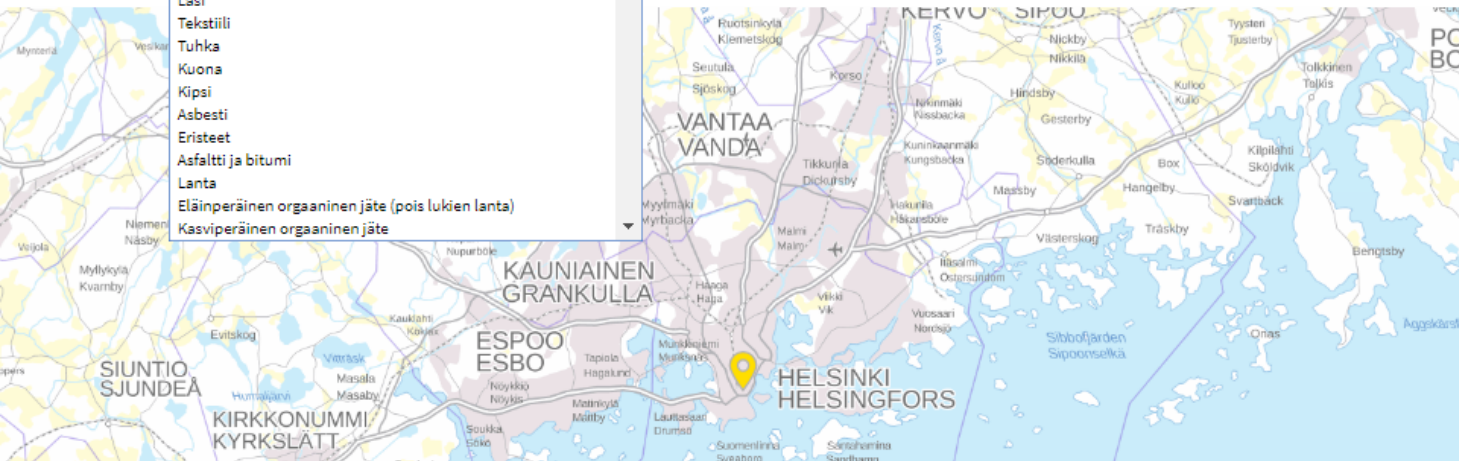 Lasi
Tekstiili
Tuhka
Kuona
Kipsi
Asbesti
Eristeet
Asfaltti ja bitumi
Lanta
Eläinperäinen orgaaninen jäte (pois lukien lanta)
Kasviperäinen orgaaninen jäte
Ruotsinkylä
Klemetskog
KERVO
SIPOO
Nickby
Nikkilä
Tyysteri
Tjusterby
Tolkkinen
Tolkis
Seutula
Sjöskog
Korso
Kervo å
Hindsby
Kulloo
Kullo
Nikinmäki
Nissbacka
Gesterby
VANTAA
VANDA
Kuninkaanmäki
Kungsbacka
Söderkulla
Box
Kilpilahti
Sköldvik
Tikkurila
Dickursby
Massby
Hangelby
Svartbäck
Myyrmäki
Myrbacka
Hakunila
Håkansböle
Malmi
Malm
Västerskog
Träskby
Bengtsby
Veijola
Myllykylä
Kvarnby
Näsby
Nupurböle
KAUNIAINEN
GRANKULLA
Haaga
Haga
Viikki
Vik
Östersundom
Vuosaari
Nordsjö
Evitskog
Kauklahti
Köklax
ESPOO
ESBO
Tapiola
Hagalund
Munkkiniemi
Munksnäs
Sibbofjärden
Sipoonselkä
Onas
SIUNTIO
SJUNDEÅ
Masala
Masaby
Humaljärvi
Nöykkiö
Nöykis
Matinkylä
Mattby
Lauttasaari
Drumsö
HELSINKI
HELSINGFORS
KIRKKONUMMI
KYRKSLÄTT
Soukka
Sökö
Suomenlinna
Sveaborg
Santahamina
Sandhamn